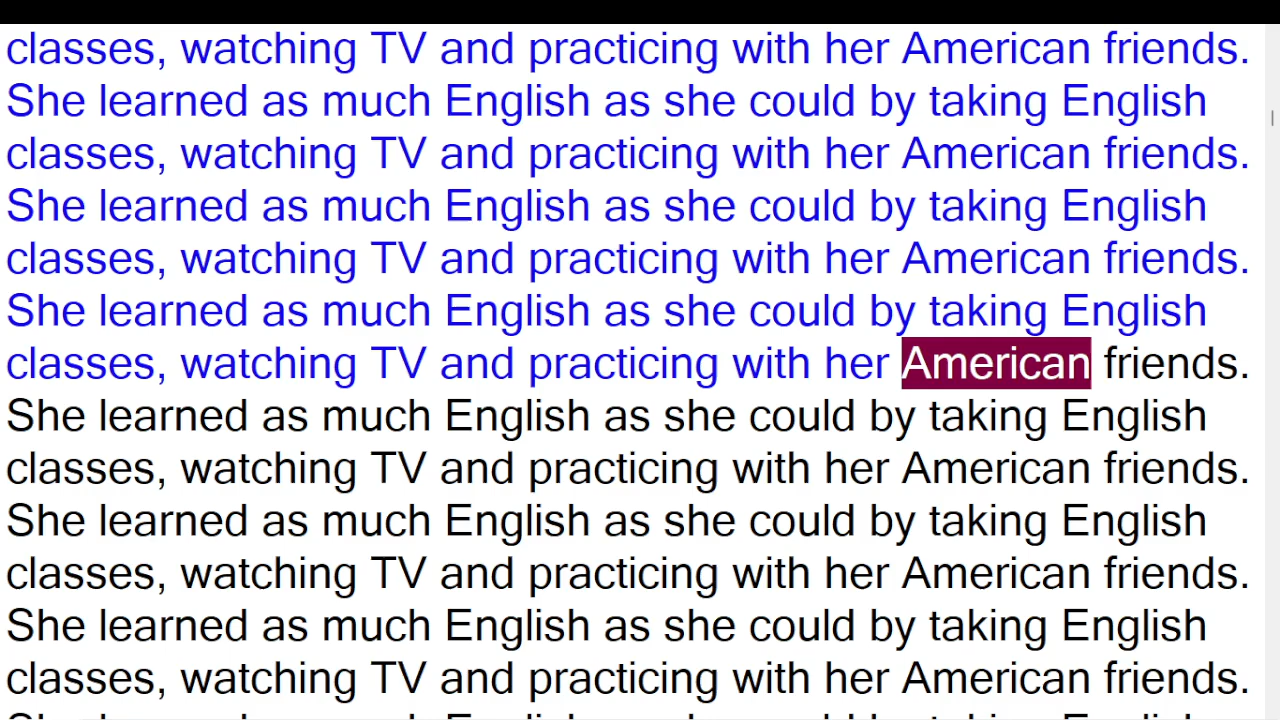 classes, watching TV and practicing with her American friends.
She learned as much English as she could by taking English
classes, watching TV and practicing with her American friends.
She learned as much English as she could by taking English
classes, watching TV and practicing with her American friends.
She learned as much English as she could by taking English
classes, watching TV and practicing with her American friends.
She learned as much English as she could by taking English
classes, watching TV and practicing with her American friends.
She learned as much English as she could by taking English
classes, watching TV and practicing with her American friends.
She learned as much English as she could by taking English
classes, watching TV and practicing with her American friends.